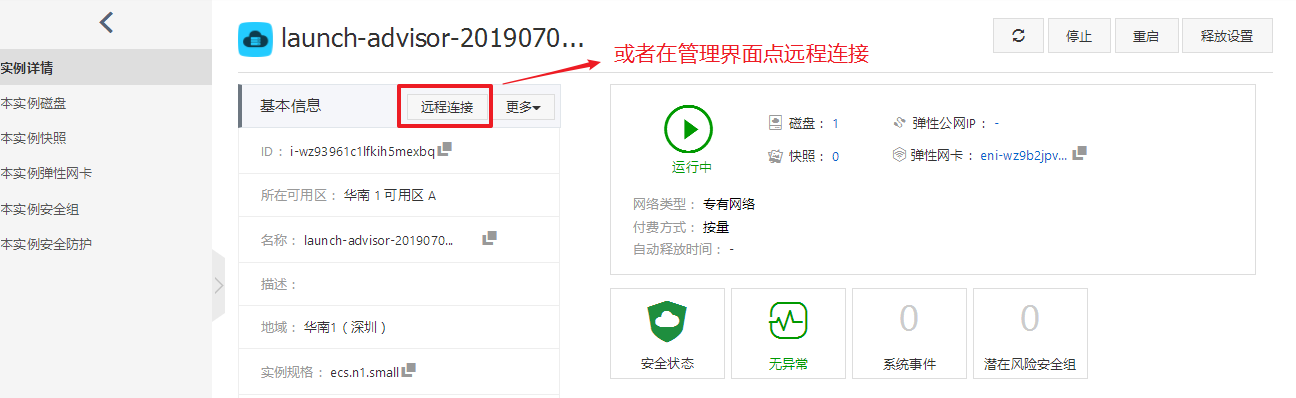 launch-advisor-2019070...
停止
重启
释放设置
实例详情
本实例磁盘
本实例快照
本实例弹性网卡
本实例安全组
本实例安全防护
或者在管理界面点远程连接
基本信息
远程连接
更多
ID： i-wz93961c1lfkih5mexbq
所在可用区： 华南 1 可用区 A
名称： launch-advisor-2019070...
描述：
地域： 华南1（深圳）
实例规格： ecs.n1.small
运行中
磁盘： 1
弹性公网IP： -
快照： 0
弹性网卡： eni-wz9b2jpv...
网络类型： 专有网络
付费方式： 按量
自动释放时间： -
安全状态
无异常
0
系统事件
0
潜在风险安全组